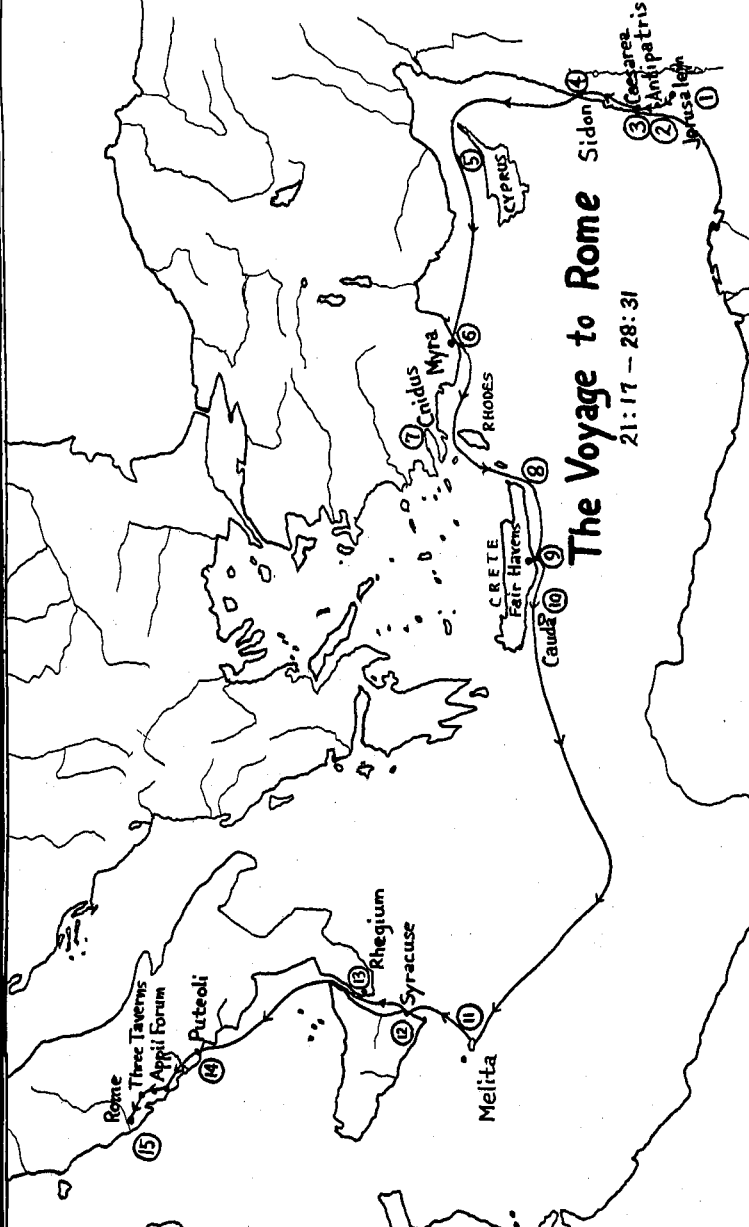 The Voyage to Rome
21:17 – 28:31
Jerusalem
①
②
Antipatris
③
Caesarea
④
Sidon
⑤
CYPRUS
⑥
Myra
⑦
Cnidus
RHODES
⑧
CRETE
Fair Havens
⑨
Cauda
⑩
⑪
Melita
⑫
Syracuse
⑬
Rhegium
⑭
Puteoli
Appii Forum
Three Taverns
Rome
⑮